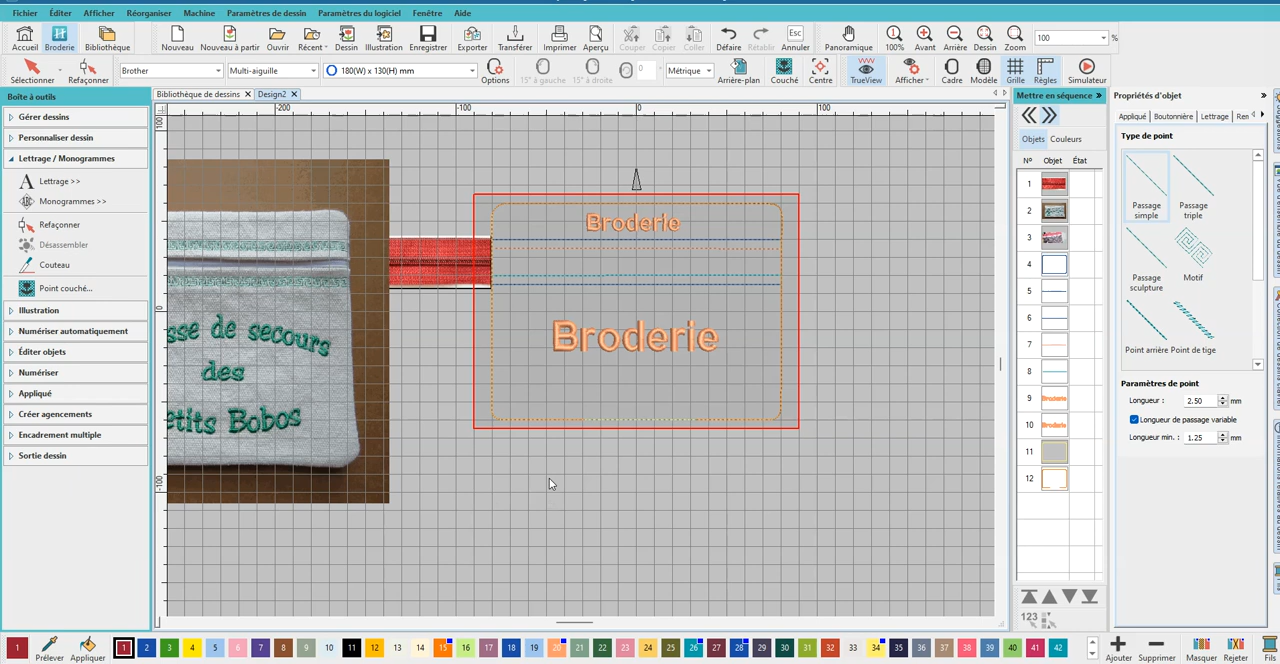 Fichier Éditer Afficher Réorganiser Machine Paramètres de dessin Paramètres du logiciel Fenêtre Aide
Accueil Broderie Bibliothèque Nouveau Nouveau à partir Ouvrir Récent Dessin Illustration Enregistrer Exporter Transférer Imprimer Aperçu Couper Copier Coller Défaire Rétablir Esc Annuler Panoramique 100% Avant Arrière Dessin Zoom 100 %
Sélectionner Refaçonner Brother Multi-aiguille 180(W) x 130(H) mm Options 15° à gauche 15° à droite 0 Métrique Arrière-plan Couché Centre TrueView Afficher Cadre Modèle Grille Règles Simulateur
Boîte à outils
Bibliothèque de dessins Design2
Mettre en séquence
Propriétés d'objet
Gérer dessins
Personnaliser dessin
Lettrage / Monogrammes
Lettrage >>
Monogrammes >>
Refaçonner
Désassembler
Couteau
Point couché...
Illustration
Numériser automatiquement
Éditer objets
Numériser
Appliqué
Créer agencements
Encadrement multiple
Sortie dessin
-200 -100 0 100
100
0
-100
sse de secours
des
etits Bobos
Broderie
Broderie
Objets Couleurs
N° Objet État
1
2
3
4
5
6
7
8
9 Broderie
10 Broderie
11
12
123
Appliqué Boutonnière Lettrage Rem
Type de point
Passage simple
Passage triple
Passage sculpture
Motif
Point arrière
Point de tige
Paramètres de point
Longueur : 2.50 mm
Longueur de passage variable
Longueur min. : 1.25 mm
1 Prélever Appliquer 1 2 3 4 5 6 7 8 9 10 11 12 13 14 15 16 17 18 19 20 21 22 23 24 25 26 27 28 29 30 31 32 33 34 35 36 37 38 39 40 41 42 Ajouter Supprimer Masquer Rejeter Fils